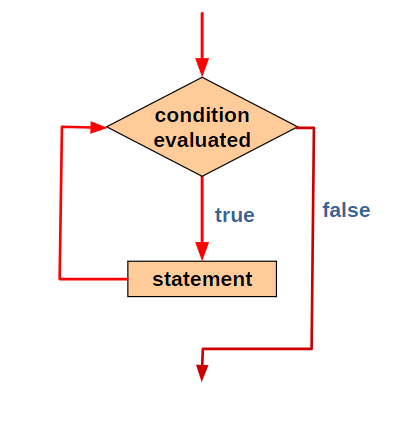 condition
evaluated
true
false
statement